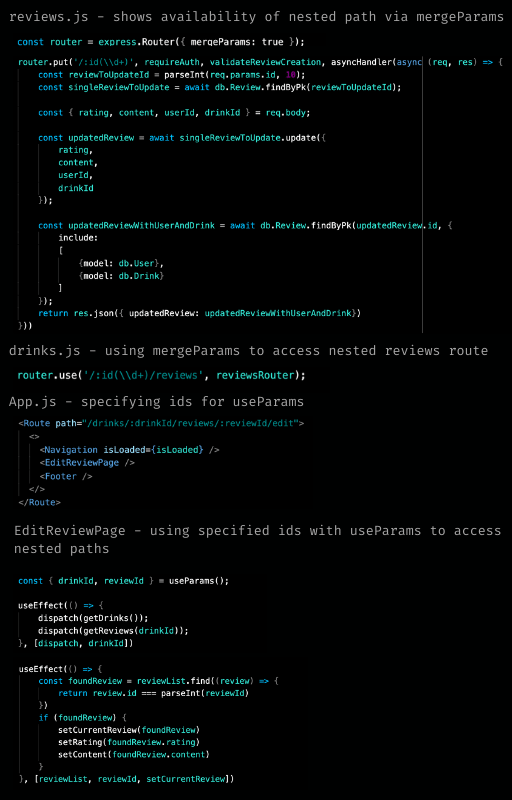 reviews.js - shows availability of nested path via mergeParams
const router = express.Router({ mergeParams: true });
router.put('/:id(\\d+)', requireAuth, validateReviewCreation, asyncHandler(async (req, res) => {
const reviewToUpdateId = parseInt(req.params.id, 10);
const singleReviewToUpdate = await db.Review.findByPk(reviewToUpdateId);
const { rating, content, userId, drinkId } = req.body;
const updatedReview = await singleReviewToUpdate.update({
rating,
content,
userId,
drinkId
});
const updatedReviewWithUserAndDrink = await db.Review.findByPk(updatedReview.id, {
include:
[
{model: db.User},
{model: db.Drink}
]
});
return res.json({ updatedReview: updatedReviewWithUserAndDrink})
}))
drinks.js - using mergeParams to access nested reviews route
router.use('/:id(\\d+)/reviews', reviewsRouter);
App.js - specifying ids for useParams
<Route path="/drinks/:drinkId/reviews/:reviewId/edit">
<>
<Navigation isLoaded={isLoaded} />
<EditReviewPage />
<Footer />
</>
</Route>
EditReviewPage - using specified ids with useParams to access
nested paths
const { drinkId, reviewId } = useParams();
useEffect(() => {
dispatch(getDrinks());
dispatch(getReviews(drinkId));
}, [dispatch, drinkId])
useEffect(() => {
const foundReview = reviewList.find((review) => {
return review.id === parseInt(reviewId)
})
if (foundReview) {
setCurrentReview(foundReview)
setRating(foundReview.rating)
setContent(foundReview.content)
}
}, [reviewList, reviewId, setCurrentReview])